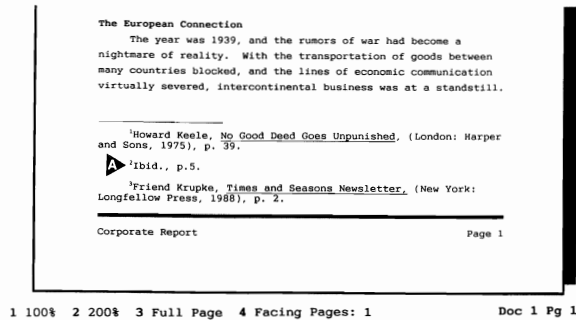 The European Connection
The year was 1939, and the rumors of war had become a
nightmare of reality. With the transportation of goods between
many countries blocked, and the lines of economic communication
virtually severed, intercontinental business was at a standstill.
1Howard Keele, No Good Deed Goes Unpunished, (London: Harper
and Sons, 1975), p. 39.
A 2Ibid., p.5.
3Friend Krupke, Times and Seasons Newsletter, (New York:
Longfellow Press, 1988), p. 2.
Corporate Report Page 1
1 100% 2 200% 3 Full Page 4 Facing Pages: 1 Doc 1 Pg 1